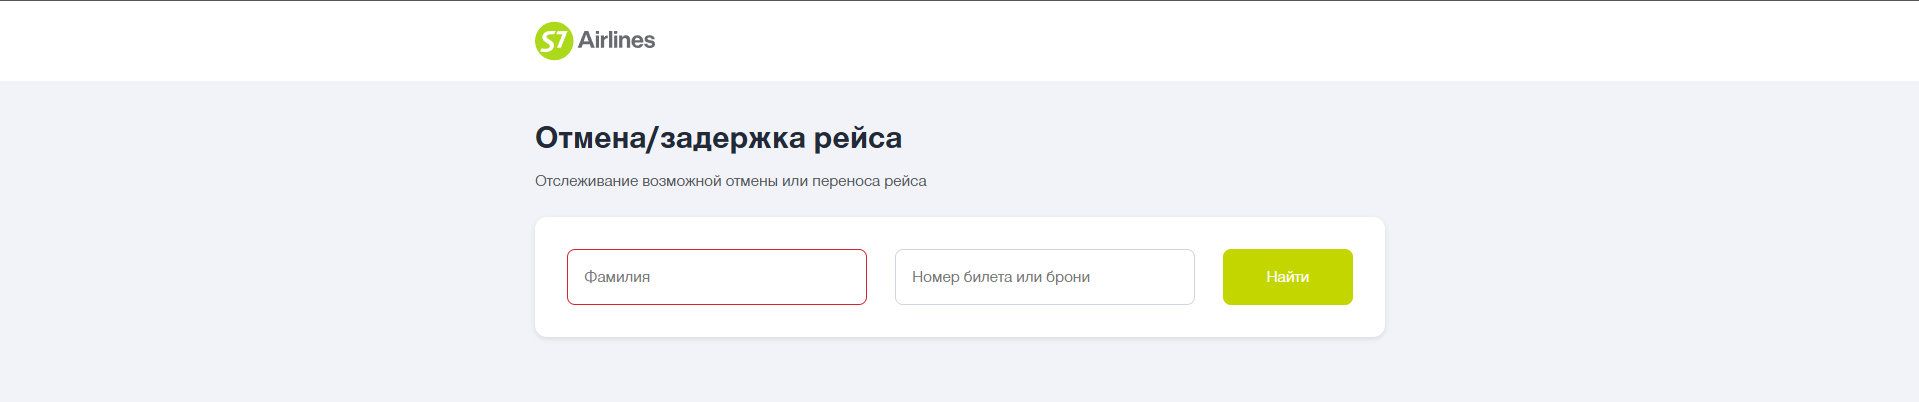 S7 Airlines
Отмена/задержка рейса
Отслеживание возможной отмены или переноса рейса
Фамилия
Номер билета или брони
Найти